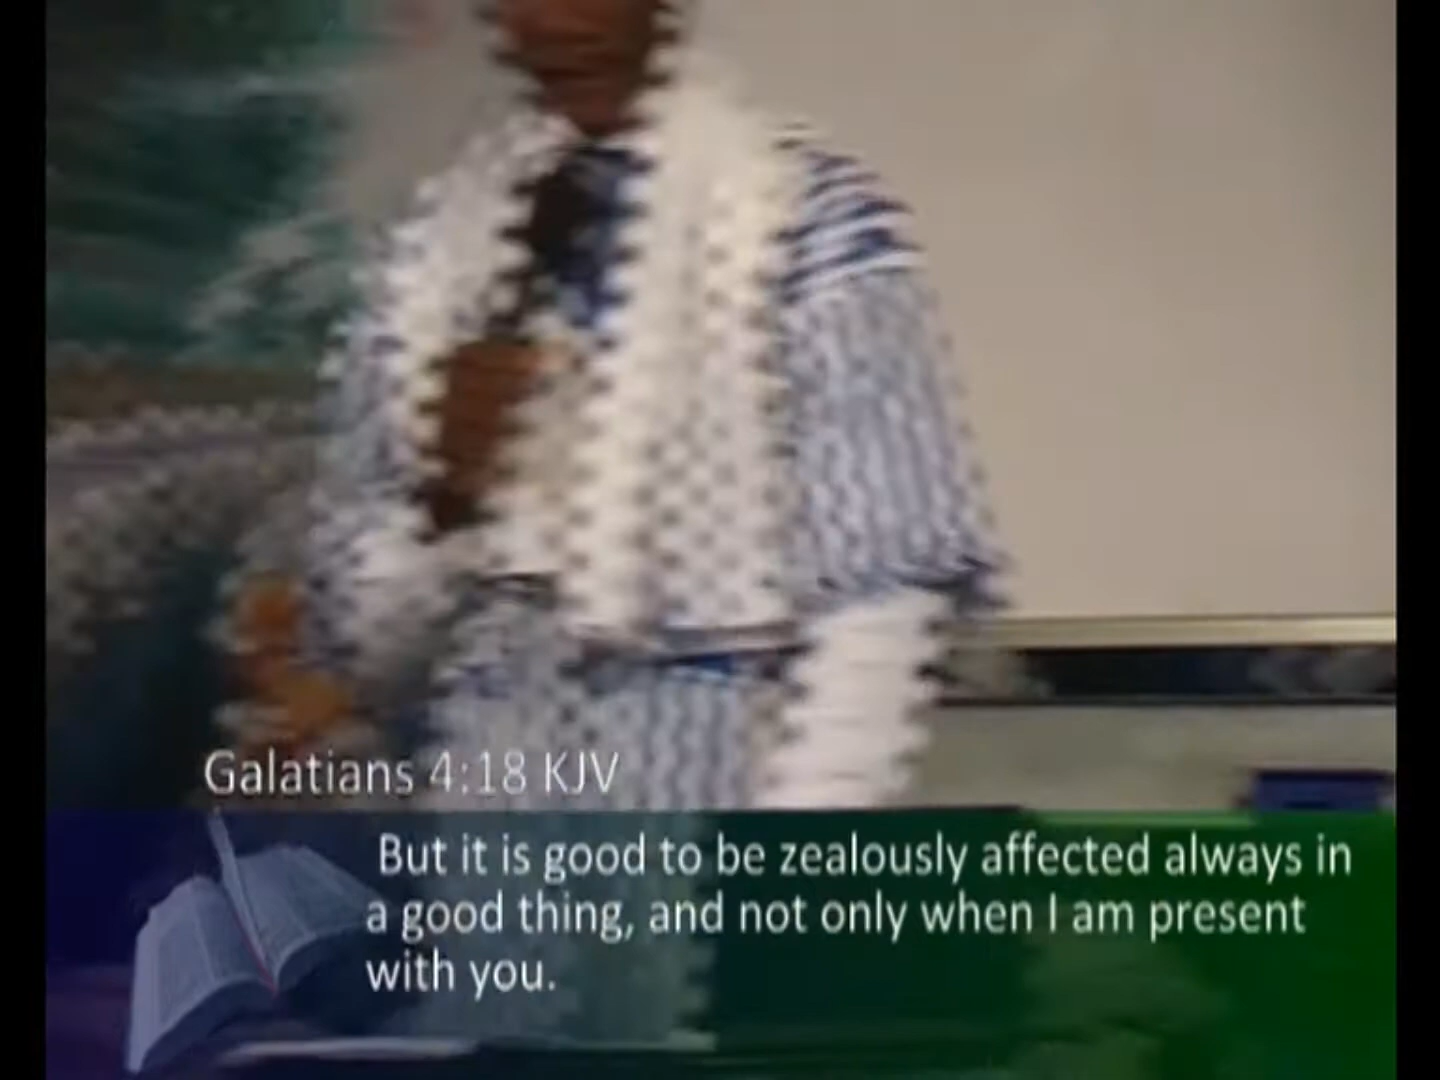 Galatians 4:18 KJV
But it is good to be zealously affected always in
a good thing, and not only when I am present
with you.